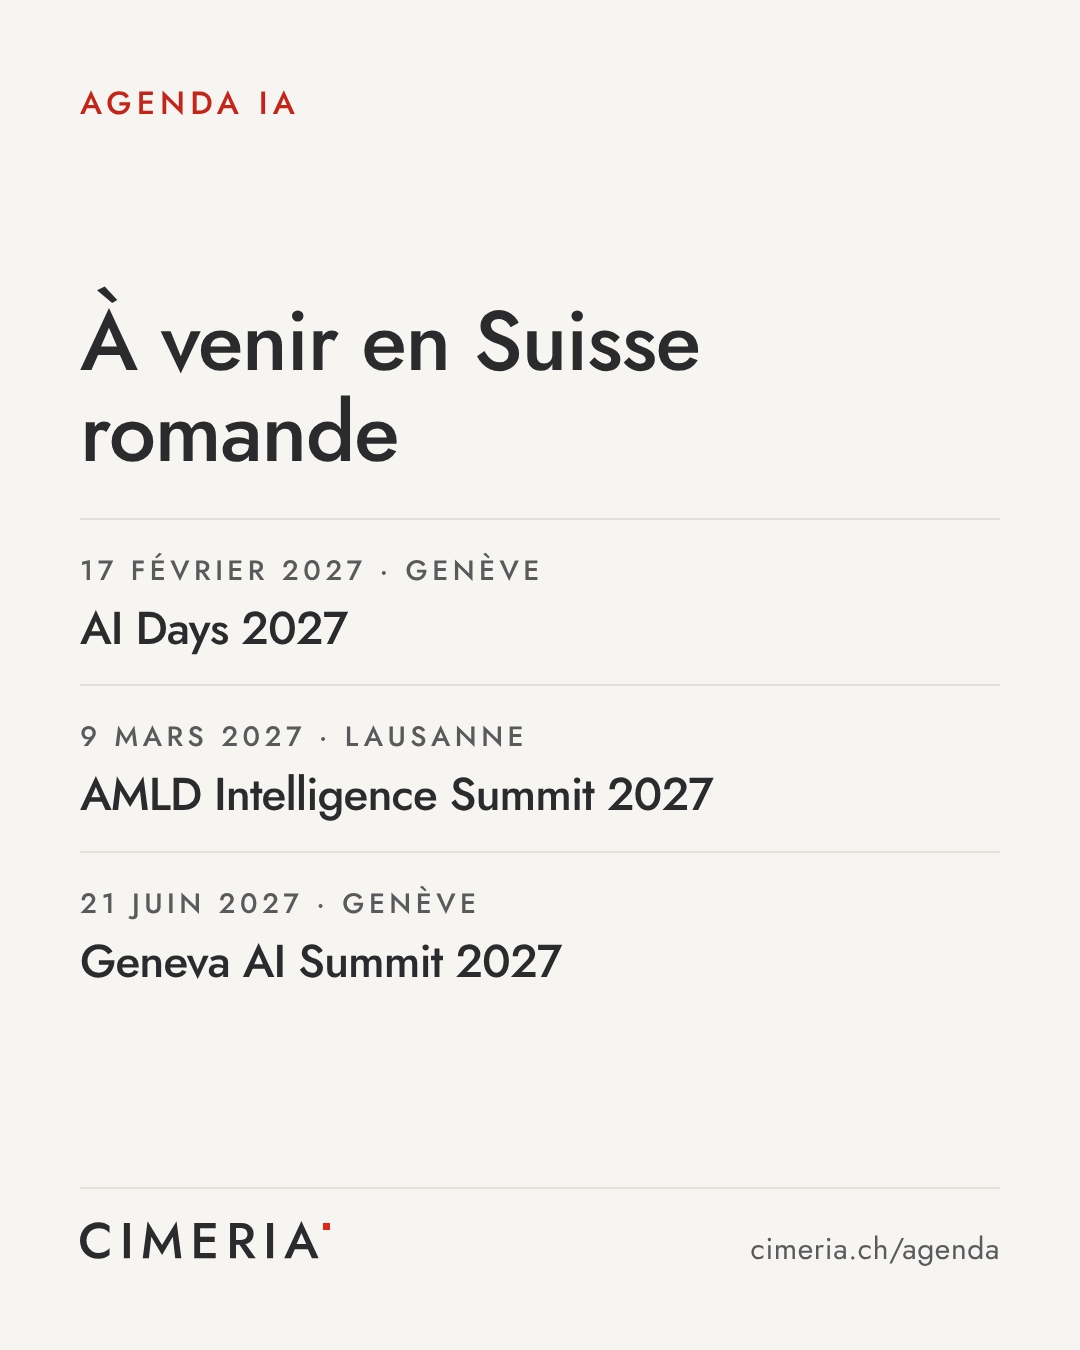 AGENDA IA
À venir en Suisse
romande
17 FÉVRIER 2027 · GENÈVE
AI Days 2027
9 MARS 2027 · LAUSANNE
AMLD Intelligence Summit 2027
21 JUIN 2027 · GENÈVE
Geneva AI Summit 2027
CIMERIA
cimeria.ch/agenda